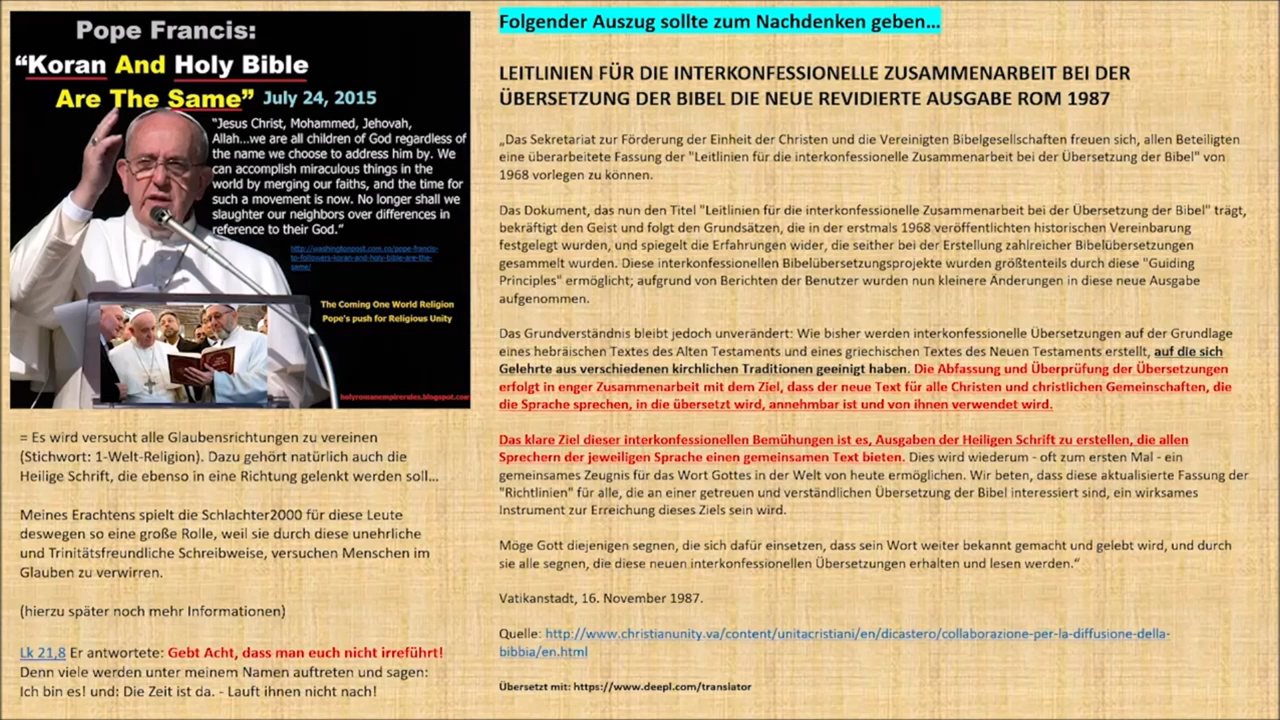 Pope Francis:
“Koran And Holy Bible
Are The Same” July 24, 2015
“Jesus Christ, Mohammed, Jehovah,
Allah...we are all children of God regardless of
the name we choose to address him by. We
can accomplish miraculous things in the
world by merging our faiths, and the time for
such a movement is now. No longer shall we
slaughter our neighbors over differences in
reference to their God.”
http://washingtonpost.com.co/pope-francis-
to-followers-koran-and-holy-bible-are-the-
same/
The Coming One World Religion
Pope's push for Religious Unity
holyromanempirerules.blogspot.com
= Es wird versucht alle Glaubensrichtungen zu vereinen
(Stichwort: 1-Welt-Religion). Dazu gehört natürlich auch die
Heilige Schrift, die ebenso in eine Richtung gelenkt werden soll…
Meines Erachtens spielt die Schlachter2000 für diese Leute
deswegen so eine große Rolle, weil sie durch diese unehrliche
und Trinitätsfreundliche Schreibweise, versuchen Menschen im
Glauben zu verwirren.
(hierzu später noch mehr Informationen)
Lk 21,8 Er antwortete: Gebt Acht, dass man euch nicht irreführt!
Denn viele werden unter meinem Namen auftreten und sagen:
Ich bin es! und: Die Zeit ist da. - Lauft ihnen nicht nach!
Folgender Auszug sollte zum Nachdenken geben…
LEITLINIEN FÜR DIE INTERKONFESSIONELLE ZUSAMMENARBEIT BEI DER
ÜBERSETZUNG DER BIBEL DIE NEUE REVIDIERTE AUSGABE ROM 1987
„Das Sekretariat zur Förderung der Einheit der Christen und die Vereinigten Bibelgesellschaften freuen sich, allen Beteiligten
eine überarbeitete Fassung der "Leitlinien für die interkonfessionelle Zusammenarbeit bei der Übersetzung der Bibel" von
1968 vorlegen zu können.
Das Dokument, das nun den Titel "Leitlinien für die interkonfessionelle Zusammenarbeit bei der Übersetzung der Bibel" trägt,
bekräftigt den Geist und folgt den Grundsätzen, die in der erstmals 1968 veröffentlichten historischen Vereinbarung
festgelegt wurden, und spiegelt die Erfahrungen wider, die seither bei der Erstellung zahlreicher Bibelübersetzungen
gesammelt wurden. Diese interkonfessionellen Bibelübersetzungsprojekte wurden größtenteils durch diese "Guiding
Principles" ermöglicht; aufgrund von Berichten der Benutzer wurden nun kleinere Änderungen in diese neue Ausgabe
aufgenommen.
Das Grundverständnis bleibt jedoch unverändert: Wie bisher werden interkonfessionelle Übersetzungen auf der Grundlage
eines hebräischen Textes des Alten Testaments und eines griechischen Textes des Neuen Testaments erstellt, auf die sich
Gelehrte aus verschiedenen kirchlichen Traditionen geeinigt haben. Die Abfassung und Überprüfung der Übersetzungen
erfolgt in enger Zusammenarbeit mit dem Ziel, dass der neue Text für alle Christen und christlichen Gemeinschaften, die
die Sprache sprechen, in die übersetzt wird, annehmbar ist und von ihnen verwendet wird.
Das klare Ziel dieser interkonfessionellen Bemühungen ist es, Ausgaben der Heiligen Schrift zu erstellen, die allen
Sprechern der jeweiligen Sprache einen gemeinsamen Text bieten. Dies wird wiederum - oft zum ersten Mal - ein
gemeinsames Zeugnis für das Wort Gottes in der Welt von heute ermöglichen. Wir beten, dass diese aktualisierte Fassung der
"Richtlinien" für alle, die an einer getreuen und verständlichen Übersetzung der Bibel interessiert sind, ein wirksames
Instrument zur Erreichung dieses Ziels sein wird.
Möge Gott diejenigen segnen, die sich dafür einsetzen, dass sein Wort weiter bekannt gemacht und gelebt wird, und durch
sie alle segnen, die diese neuen interkonfessionellen Übersetzungen erhalten und lesen werden.“
Vatikanstadt, 16. November 1987.
Quelle: http://www.christianunity.va/content/unitacristiani/en/dicastero/collaborazione-per-la-diffusione-della-
bibbia/en.html
Übersetzt mit: https://www.deepl.com/translator